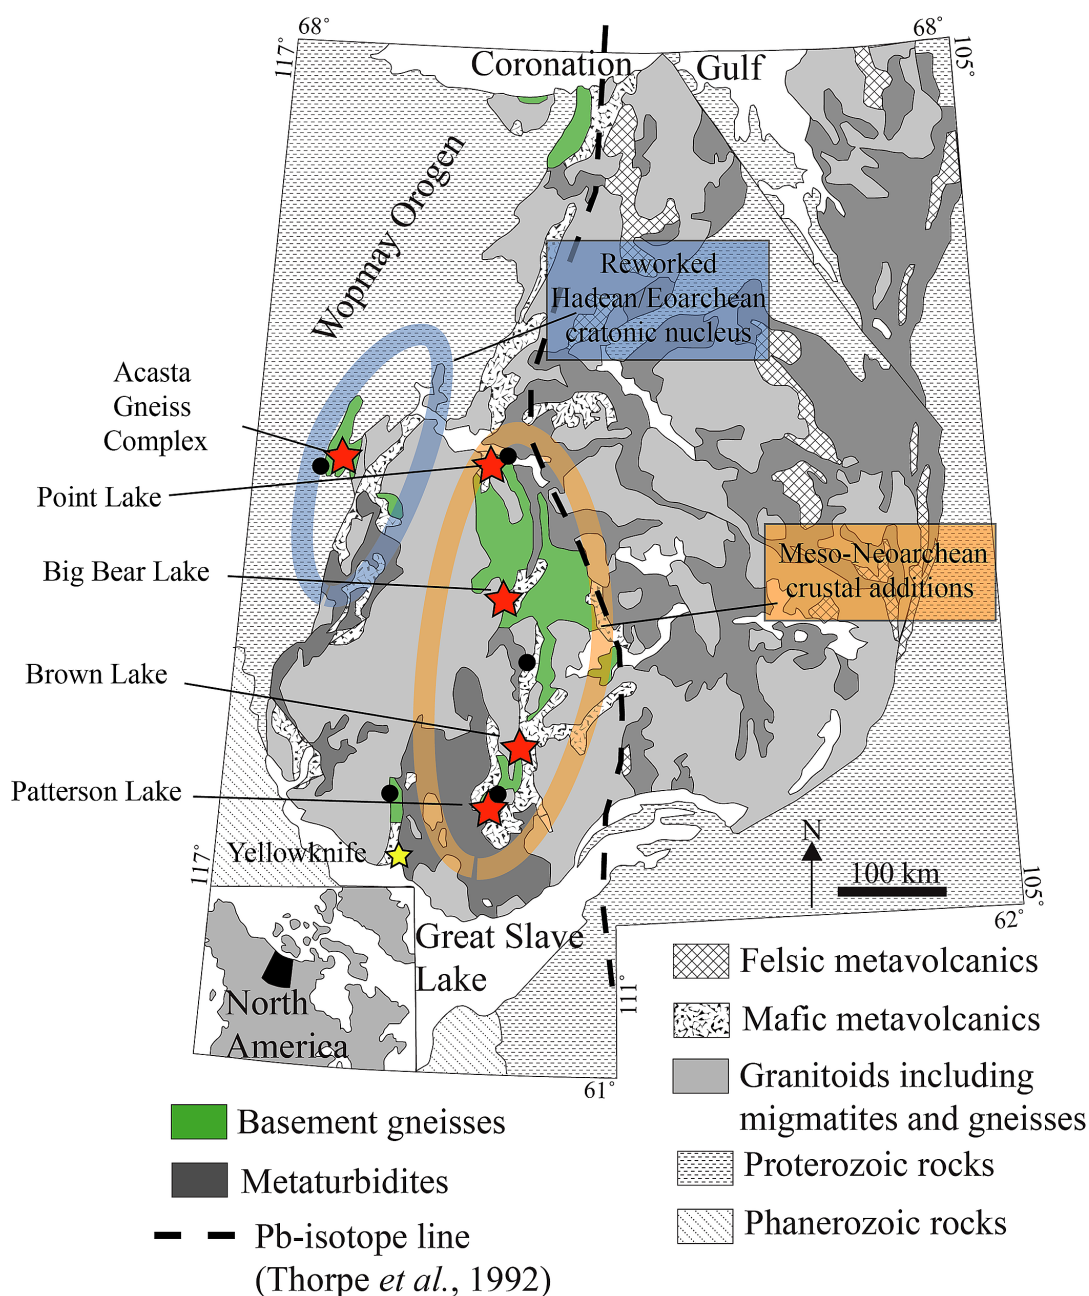 68°
68°
117°
105°
Coronation Gulf
Wopmay Orogen
Reworked
Hadean/Eoarchean
cratonic nucleus
Acasta
Gneiss
Complex
Point Lake
Big Bear Lake
Meso-Neoarchean
crustal additions
Brown Lake
Patterson Lake
Yellowknife
N
100 km
117°
105°
62°
Great Slave
Lake
111°
61°
North
America
Felsic metavolcanics
Mafic metavolcanics
Granitoids including
migmatites and gneisses
Proterozoic rocks
Phanerozoic rocks
Basement gneisses
Metaturbidites
Pb-isotope line
(Thorpe et al., 1992)